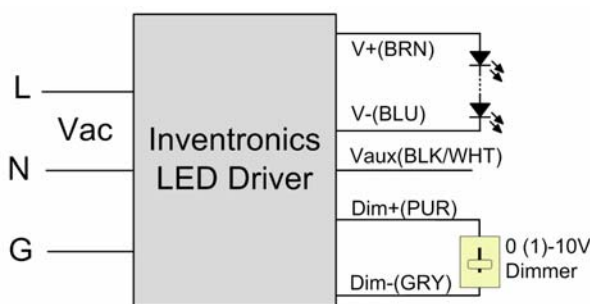 L
Vac
N
G
Inventronics
LED Driver
V+(BRN)
V-(BLU)
Vaux(BLK/WHT)
Dim+(PUR)
Dim-(GRY)
0 (1)-10V
Dimmer